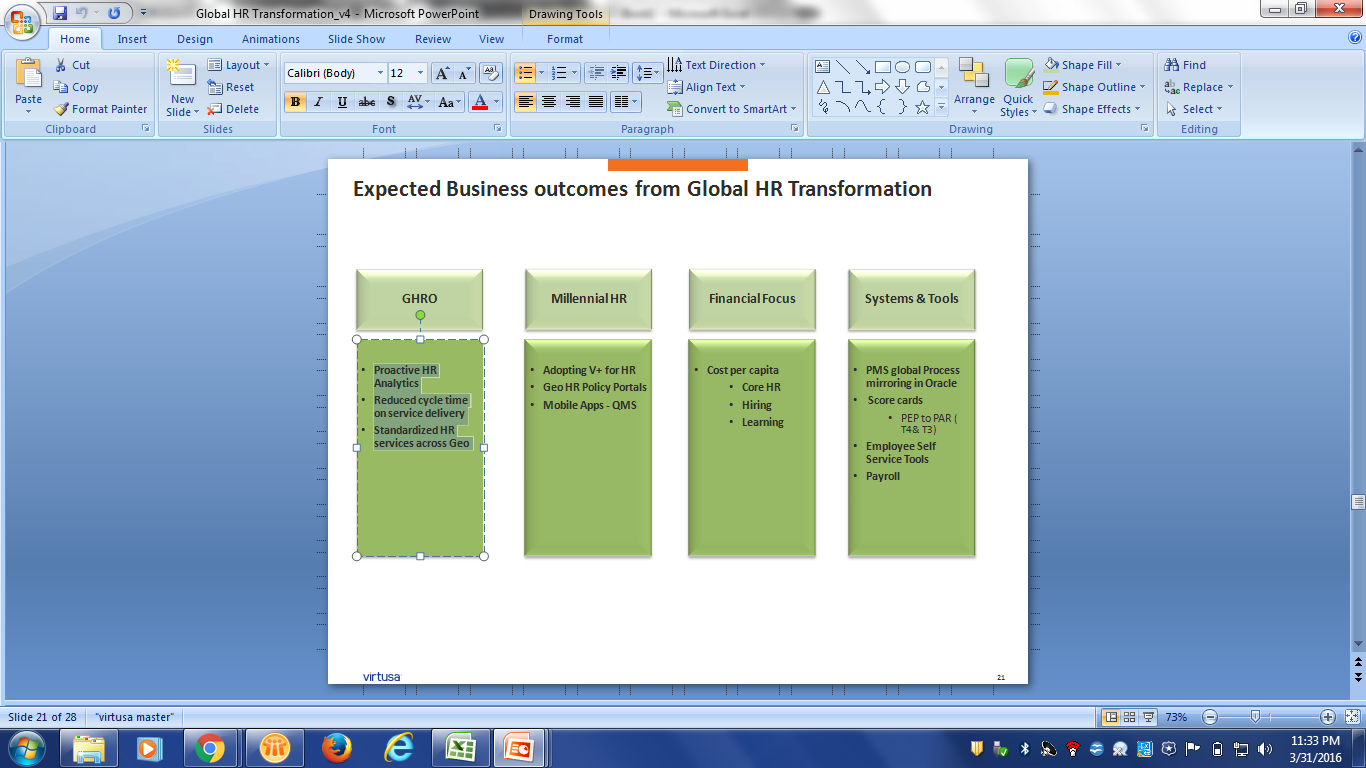 Global HR Transformation_v4 - Microsoft PowerPoint
Drawing Tools
Home Insert Design Animations Slide Show Review View Format
Paste
Cut
Copy
Format Painter
Clipboard
New Slide
Layout
Reset
Delete
Slides
Calibri (Body) 12
B I U abc S AV Aa A
Font
Text Direction
Align Text
Convert to SmartArt
Paragraph
Arrange
Quick Styles
Shape Fill
Shape Outline
Shape Effects
Drawing
Find
Replace
Select
Editing
Expected Business outcomes from Global HR Transformation
GHRO
• Proactive HR
Analytics
• Reduced cycle time
on service delivery
• Standardized HR
services across Geo
Millennial HR
• Adopting V+ for HR
• Geo HR Policy Portals
• Mobile Apps - QMS
Financial Focus
• Cost per capita
• Core HR
• Hiring
• Learning
Systems & Tools
• PMS global Process
mirroring in Oracle
• Score cards
• PEP to PAR (
T4& T3)
• Employee Self
Service Tools
• Payroll
virtusa
21
Slide 21 of 28
"virtusa master"
73%
11:33 PM
3/31/2016